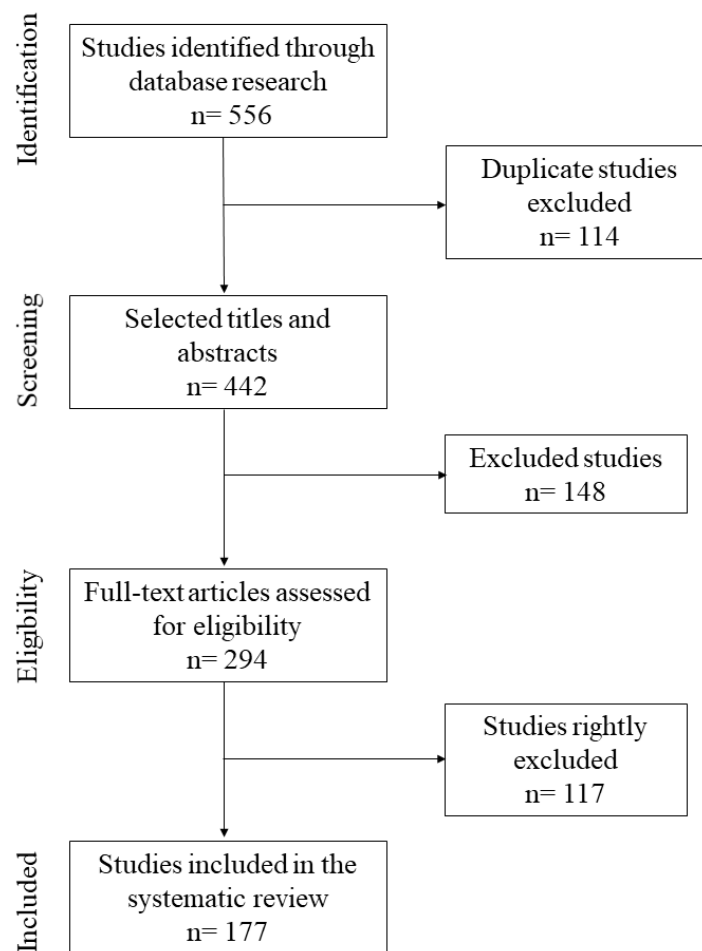 Identification
Studies identified through
database research
n= 556
Duplicate studies
excluded
n= 114
Screening
Selected titles and
abstracts
n= 442
Excluded studies
n= 148
Eligibility
Full-text articles assessed
for eligibility
n= 294
Studies rightly
excluded
n= 117
Included
Studies included in the
systematic review
n= 177